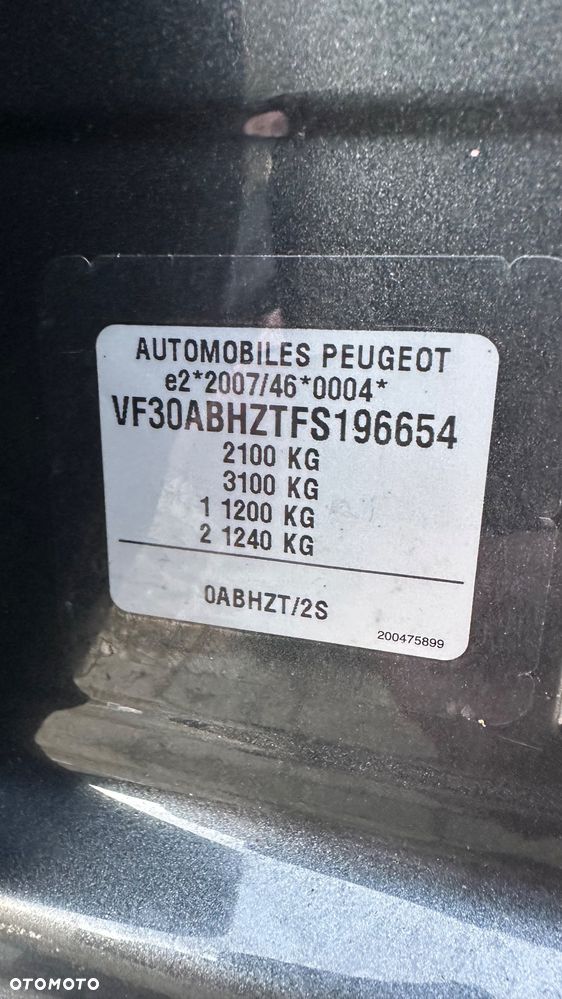 AUTOMOBILES PEUGEOT
e2*2007/46*0004*
VF30ABHZTFS196654
2100 KG
3100 KG
1 1200 KG
2 1240 KG
0ABHZT/2S
200475899
OTOMOTO